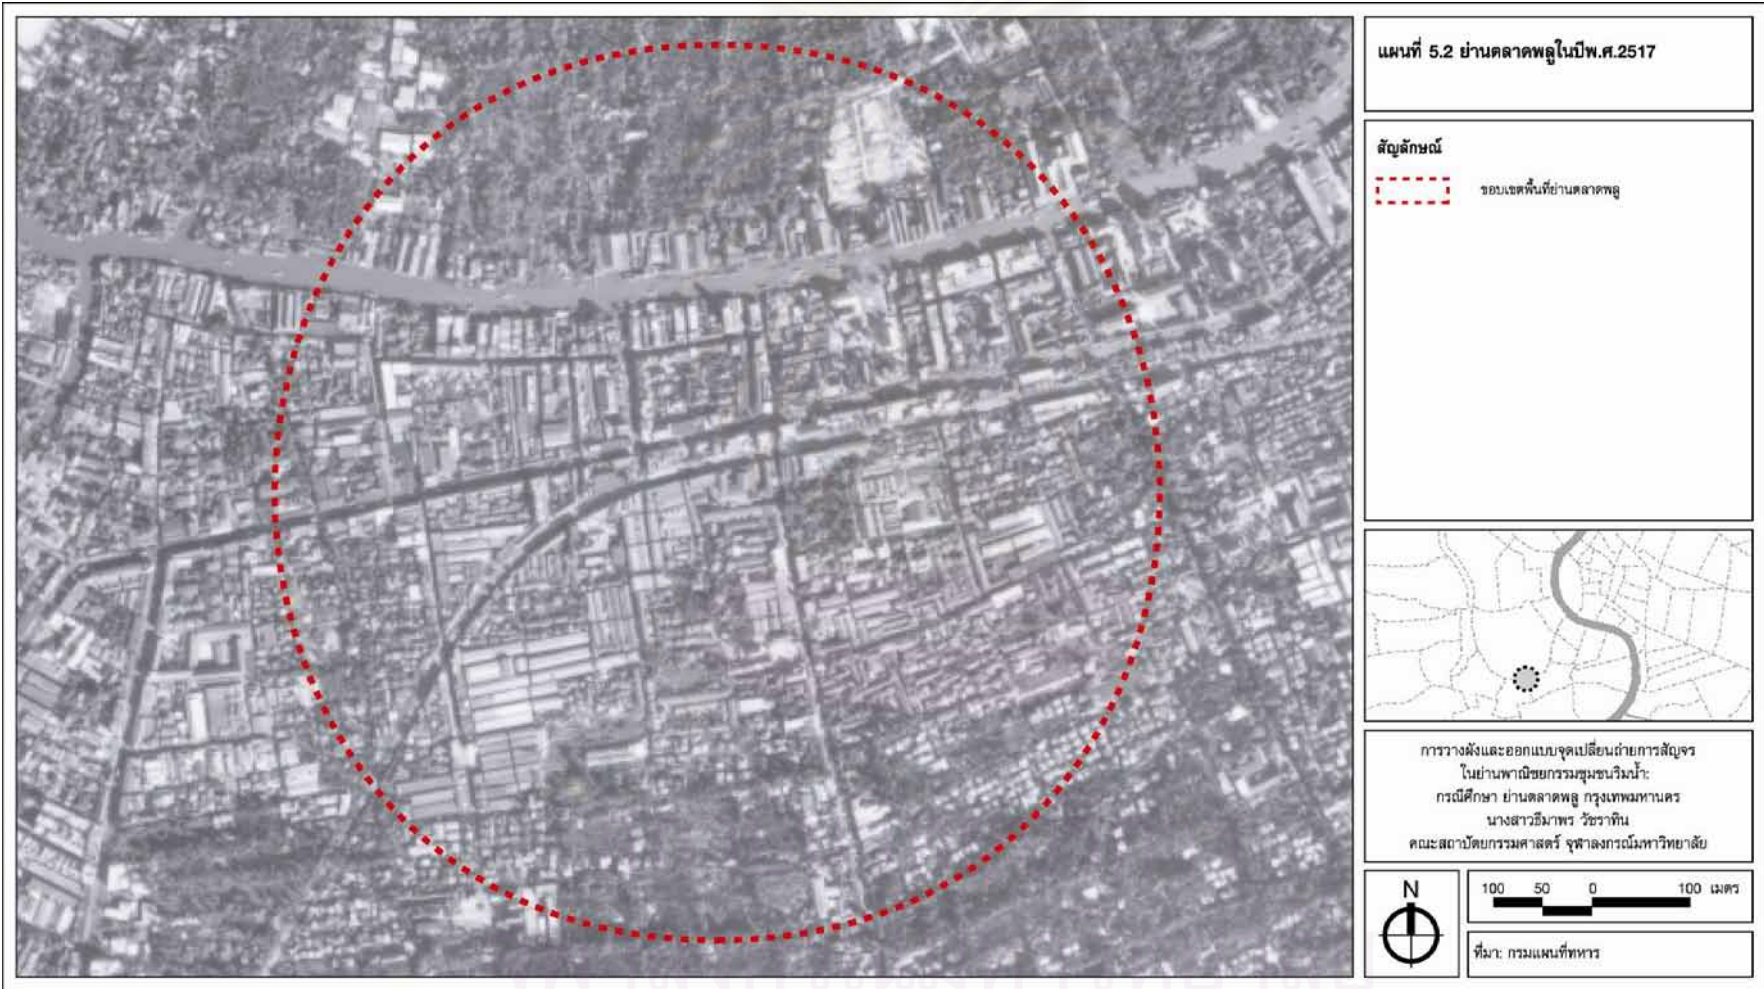 แผนที่ 5.2 ย่านตลาดพลูในปีพ.ศ.2517
สัญลักษณ์
ขอบเขตพื้นที่ย่านตลาดพลู
การวางผังและออกแบบจุดเปลี่ยนถ่ายการสัญจร
ในย่านพาณิชยกรรมชุมชนริมน้ำ:
กรณีศึกษา ย่านตลาดพลู กรุงเทพมหานคร
นางสาวธีมาพร วัชราทิน
คณะสถาปัตยกรรมศาสตร์ จุฬาลงกรณ์มหาวิทยาลัย
N
100 50 0 100 เมตร
ที่มา: กรมแผนที่ทหาร